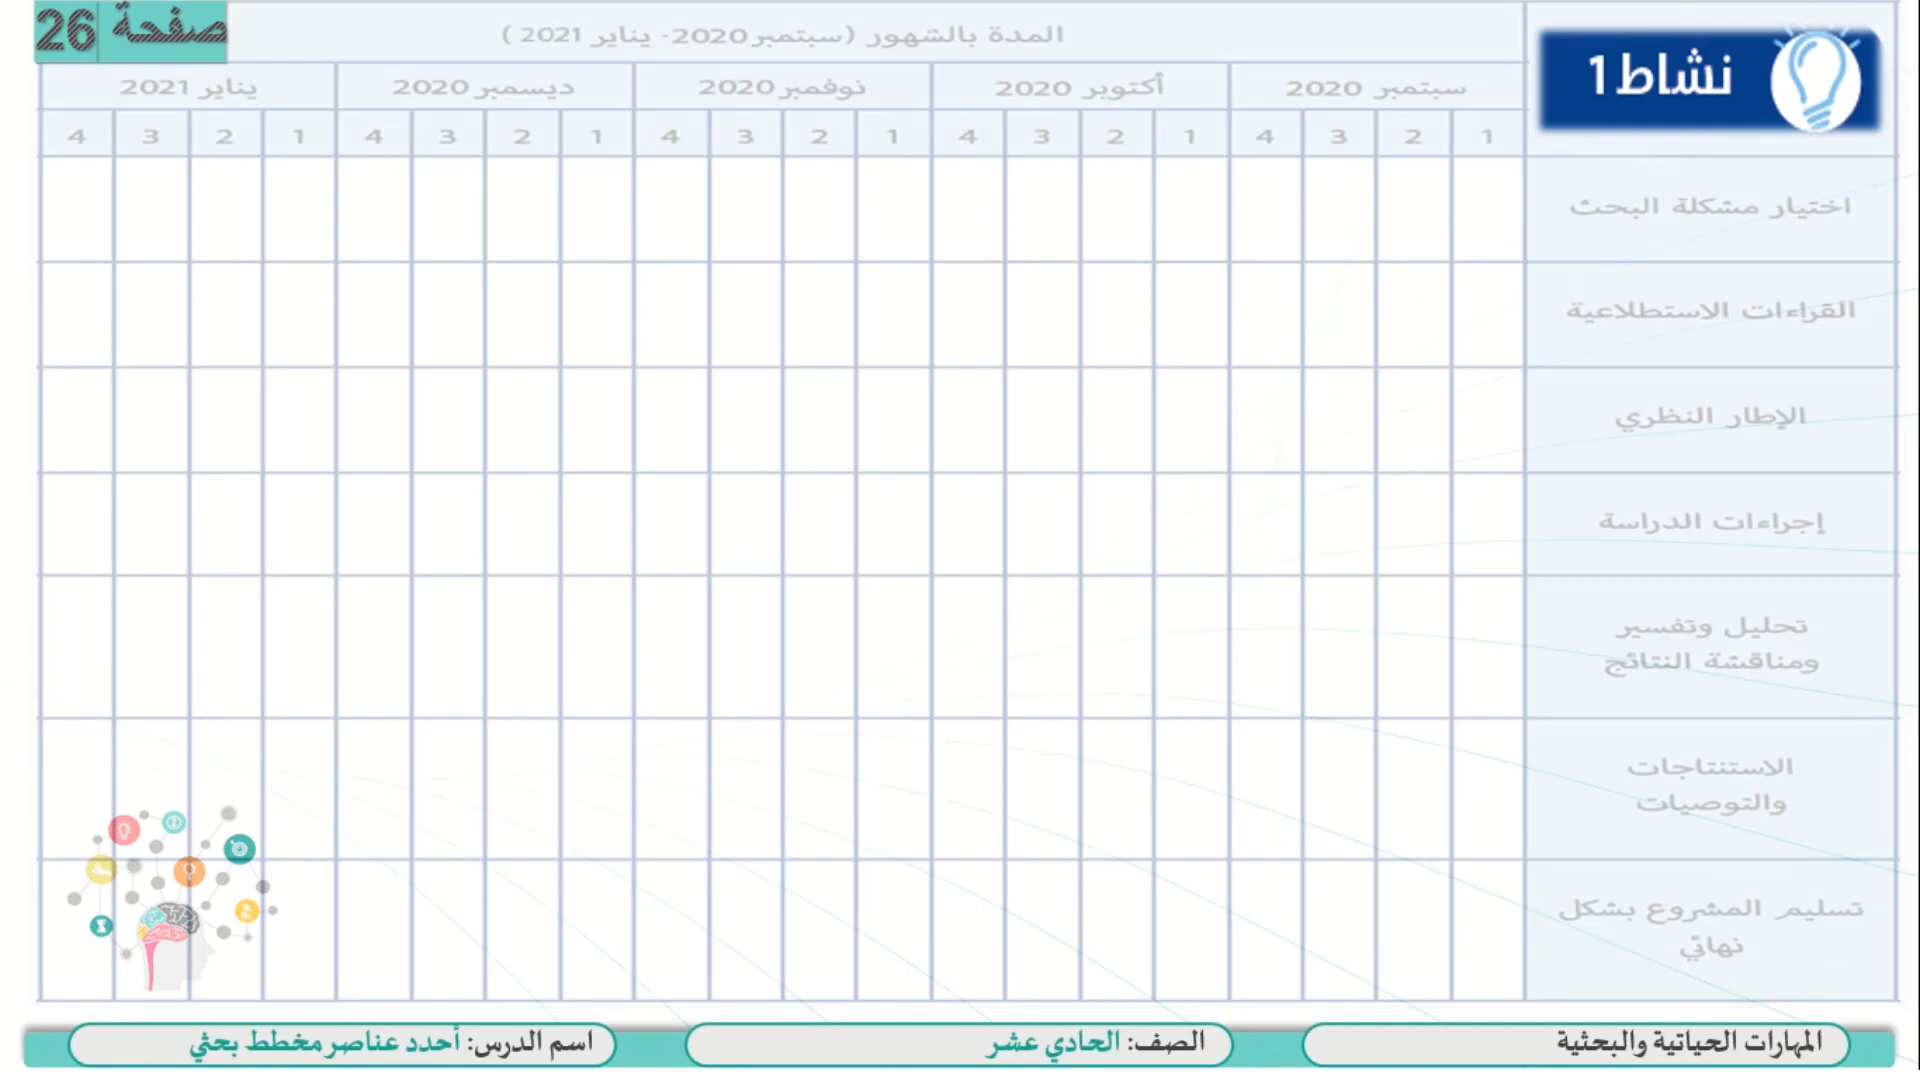 نشاط 1
المدة بالشهور (سبتمبر 2020- يناير 2021 )
صفحة 26
سبتمبر 2020 أكتوبر 2020 نوفمبر 2020 ديسمبر 2020 يناير 2021
1 2 3 4 1 2 3 4 1 2 3 4 1 2 3 4 1 2 3 4
اختيار مشكلة البحث
القراءات الاستطلاعية
الإطار النظري
إجراءات الدراسة
تحليل وتفسير
ومناقشة النتائج
الاستنتاجات
والتوصيات
تسليم المشروع بشكل
نهائي
المهارات الحياتية والبحثية
الصف: الحادي عشر
اسم الدرس: أحدد عناصر مخطط بحثي